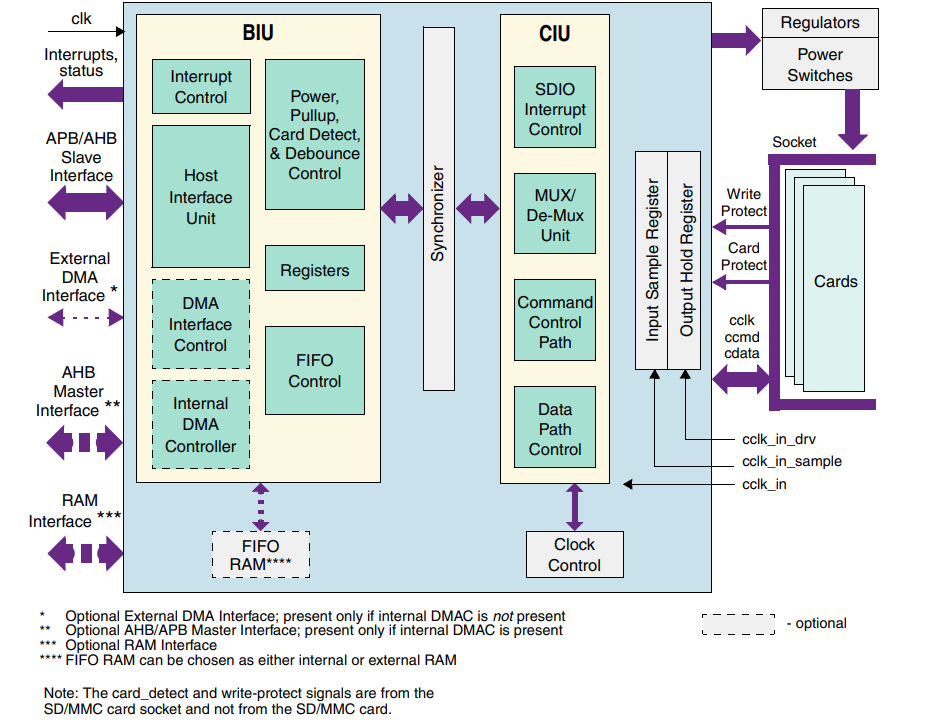 clk
Interrupts,
status
APB/AHB
Slave
Interface
External
DMA
Interface *
AHB
Master
Interface **
RAM
Interface ***
BIU
Interrupt
Control
Host
Interface
Unit
DMA
Interface
Control
Internal
DMA
Controller
Power,
Pullup,
Card Detect,
& Debounce
Control
Registers
FIFO
Control
FIFO
RAM****
Synchronizer
CIU
SDIO
Interrupt
Control
MUX/
De-Mux
Unit
Command
Control
Path
Data
Path
Control
Clock
Control
Input Sample Register
Output Hold Register
Regulators
Power
Switches
Socket
Write
Protect
Card
Protect
cclk
ccmd
cdata
Cards
cclk_in_drv
cclk_in_sample
cclk_in
* Optional External DMA Interface; present only if internal DMAC is not present
** Optional AHB/APB Master Interface; present only if internal DMAC is present
*** Optional RAM Interface
**** FIFO RAM can be chosen as either internal or external RAM
- optional
Note: The card_detect and write-protect signals are from the
SD/MMC card socket and not from the SD/MMC card.